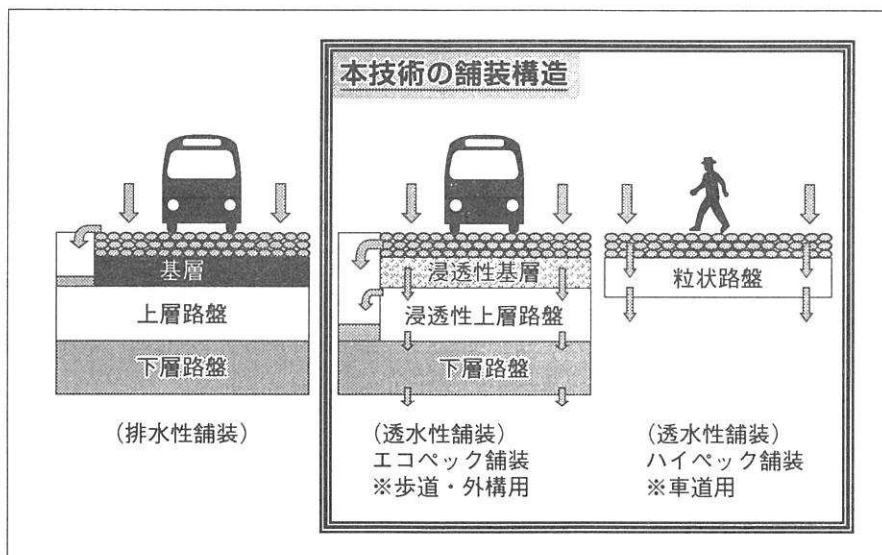 本技術の舗装構造
基層
上層路盤
下層路盤
(排水性舗装)
浸透性基層
浸透性上層路盤
下層路盤
(透水性舗装)
エコペック舗装
※歩道・外構用
粒状路盤
(透水性舗装)
ハイペック舗装
※車道用